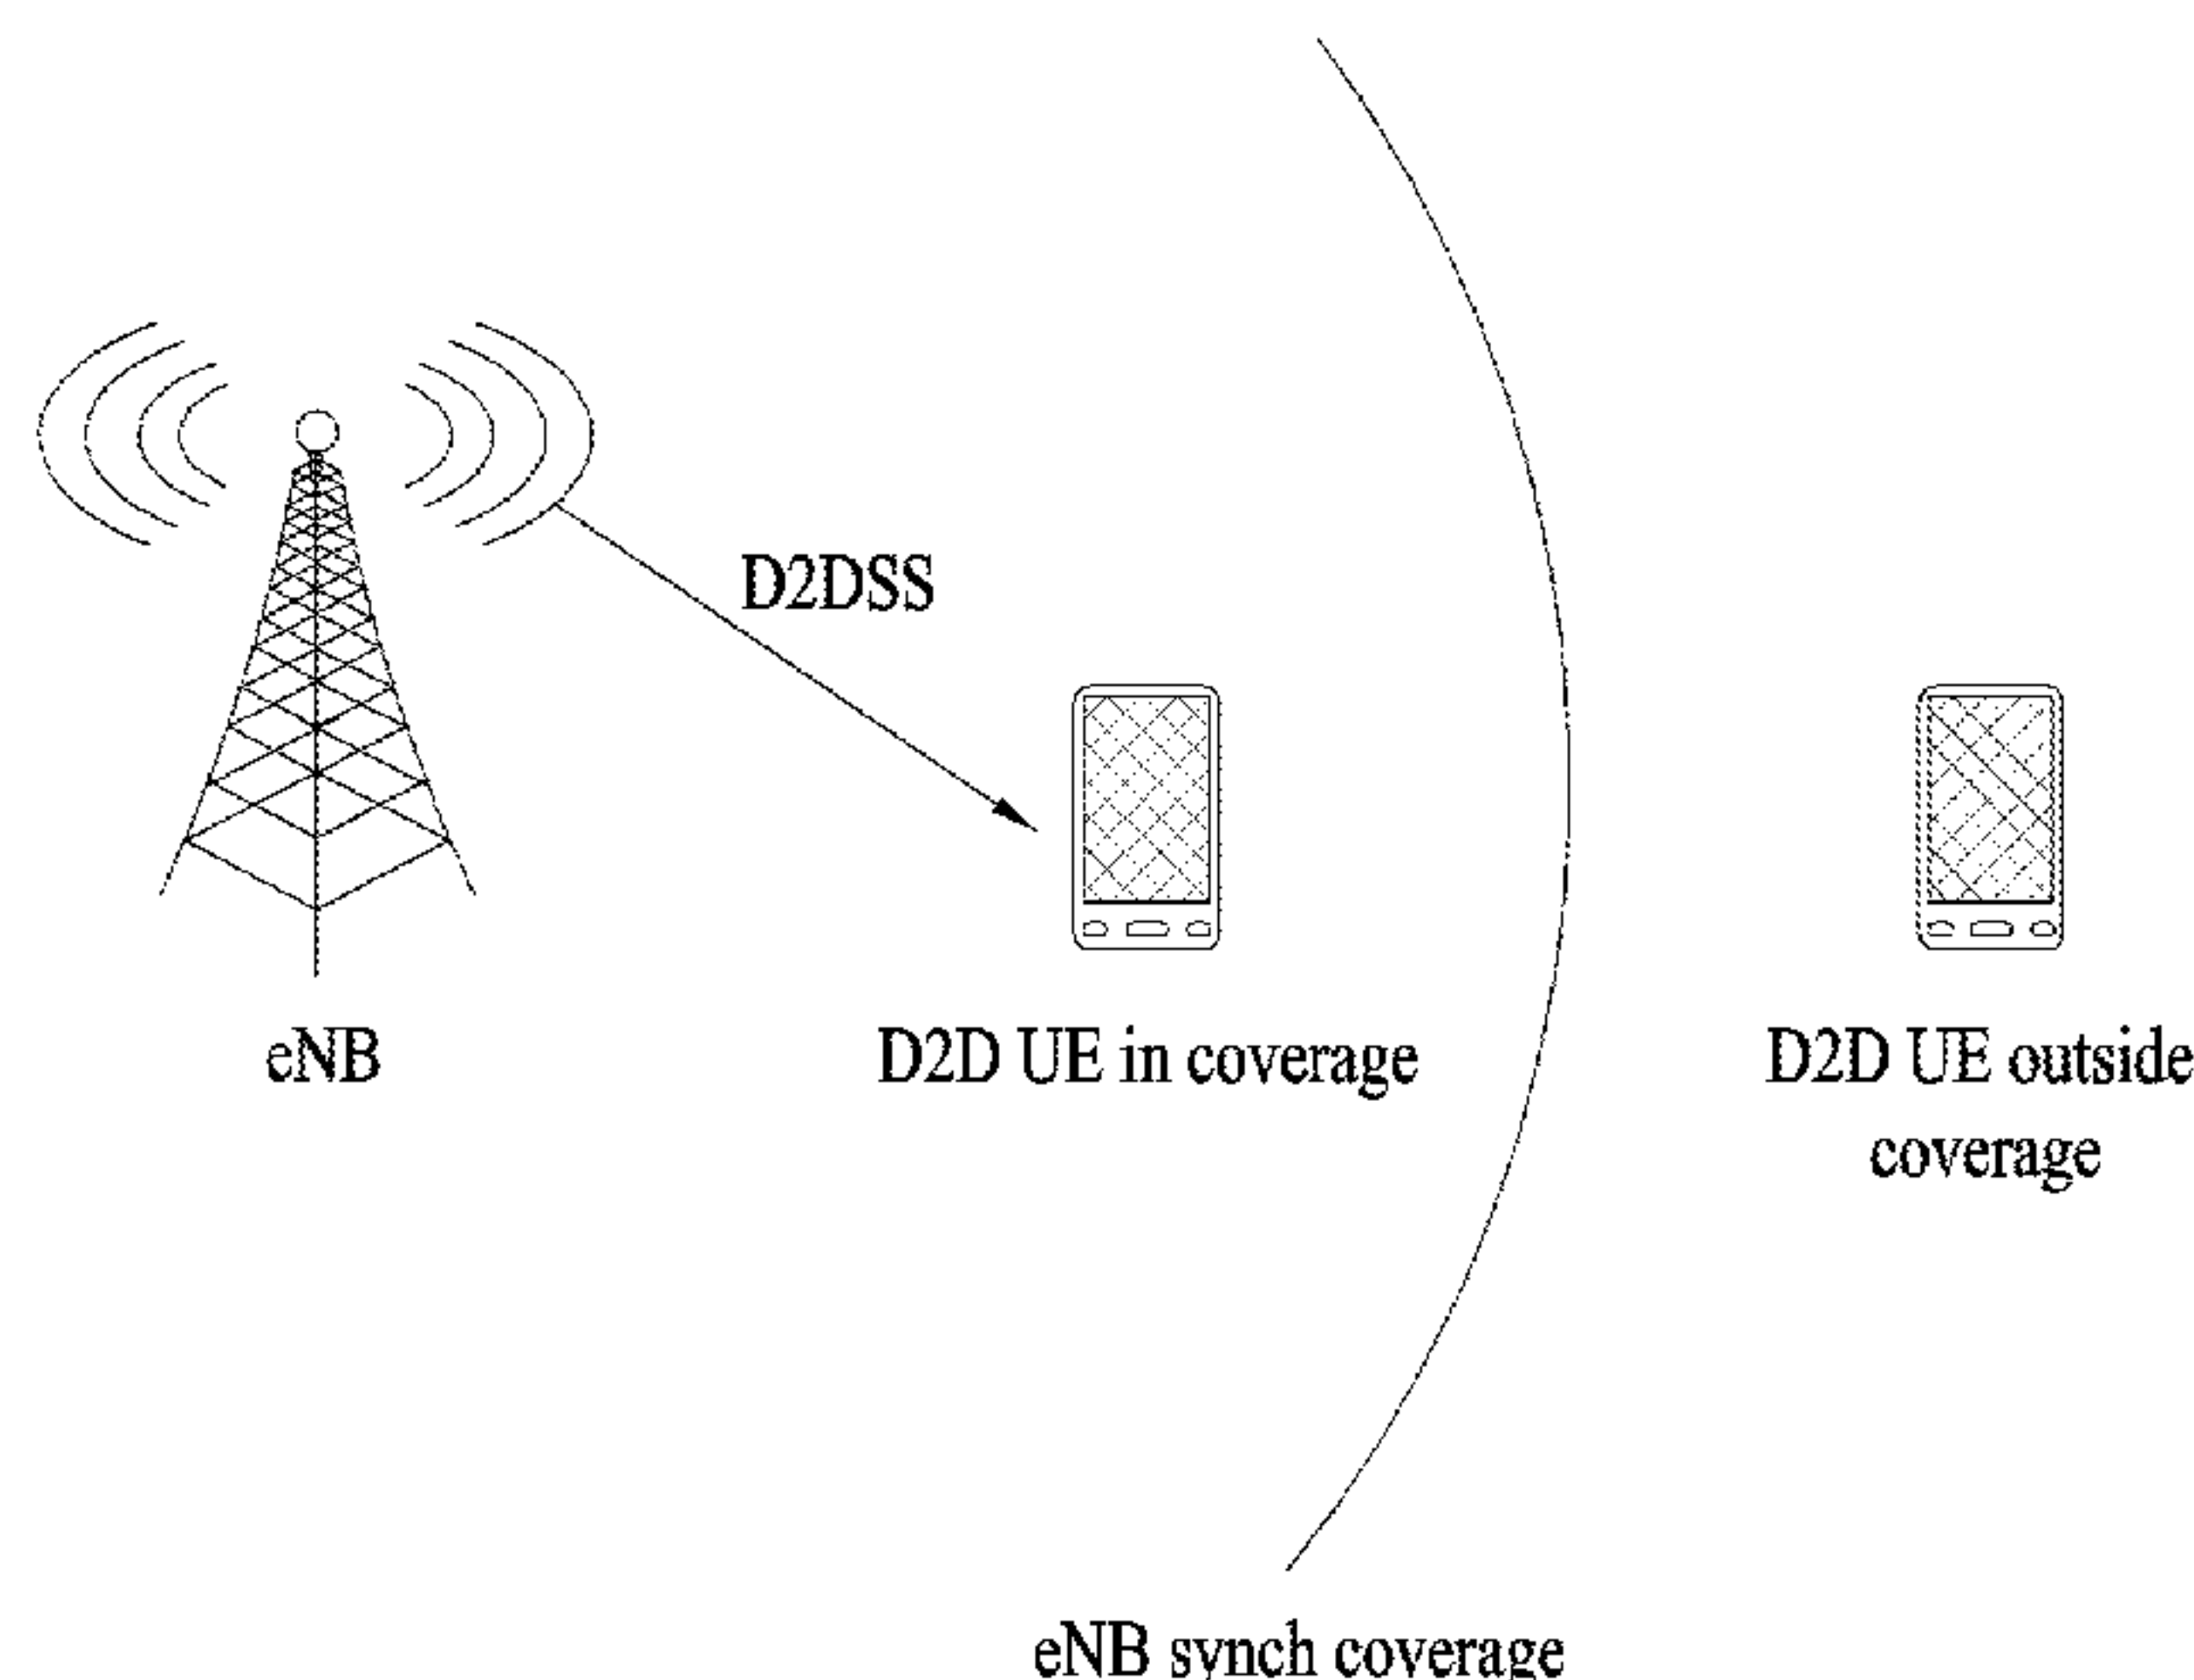 D2DSS
eNB
D2D UE in coverage
D2D UE outside
coverage
eNB synch coverage